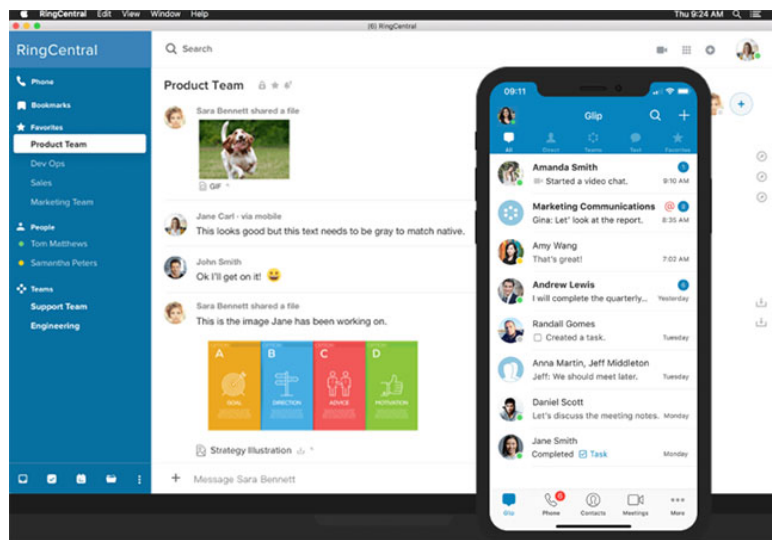 RingCentral Edit View Window Help
Thu 9:24 AM
(6) RingCentral
RingCentral
Search
Phone
Bookmarks
Favorites
Product Team
Dev Ops
Sales
Marketing Team
People
Tom Matthews
Samantha Peters
Teams
Support Team
Engineering
Product Team
Sara Bennett shared a file
GIF
Jane Carl - via mobile
This looks good but this text needs to be gray to match native.
John Smith
Ok I'll get on it!
Sara Bennett shared a file
This is the image Jane has been working on.
A B C D
GOAL DIRECTION ADVICE MOTIVATION
Strategy Illustration
Message Sara Bennett
09:11
Glip
All Direct Teams Text Favorites
Amanda Smith
Started a video chat. 9:10 AM
Marketing Communications @
Gina: Let' look at the report. 8:35 AM
Amy Wang
That's great! 7:02 AM
Andrew Lewis
I will complete the quarterly... Yesterday
Randall Gomes
Created a task. Tuesday
Anna Martin, Jeff Middleton
Jeff: We should meet later. Tuesday
Daniel Scott
Let's discuss the meeting notes. Monday
Jane Smith
Completed Task Monday
Glip Phone Contacts Meetings More